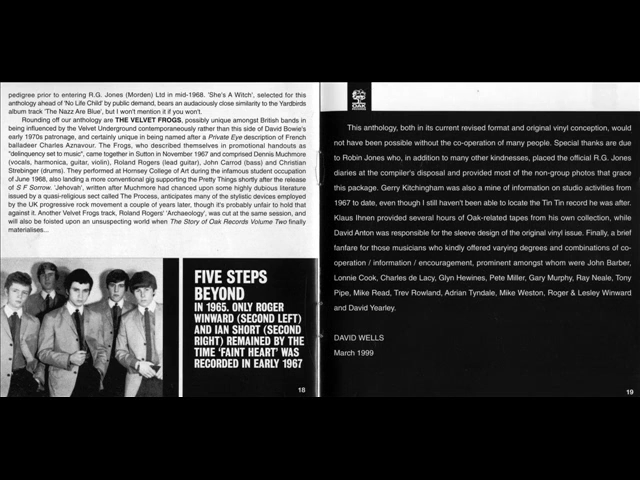 pedigree prior to entering R.G. Jones (Morden) Ltd in mid-1968. 'She's A Witch', selected for this
anthology ahead of 'No Life Child' by public demand, bears an audaciously close similarity to the Yardbirds
album track 'The Nazz Are Blue', but I won't mention it if you won't.
Rounding off our anthology are THE VELVET FROGS, possibly unique amongst British bands in
being influenced by the Velvet Underground contemporaneously rather than this side of David Bowie's
early 1970s patronage, and certainly unique in being named after a Private Eye description of French
balladeer Charles Aznavour. The Frogs, who described themselves in promotional handouts as
"delinquency set to music", came together in Sutton in November 1967 and comprised Dennis Muchmore
(vocals, harmonica, guitar, violin), Roland Rogers (lead guitar), John Carrod (bass) and Christian
Strebinger (drums). They performed at Hornsey College of Art during the infamous student occupation
of June 1968, also landing a more conventional gig supporting the Pretty Things shortly after the release
of S F Sorrow. 'Jehovah', written after Muchmore had chanced upon some highly dubious literature
issued by a quasi-religious sect called The Process, anticipates many of the stylistic devices employed
by the UK progressive rock movement a couple of years later, though it's probably unfair to hold that
against it. Another Velvet Frogs track, Roland Rogers' 'Archaeology', was cut at the same session, and
will also be foisted upon an unsuspecting world when The Story of Oak Records Volume Two finally
materialises...
FIVE STEPS
BEYOND
IN 1965. ONLY ROGER
WINWARD (SECOND LEFT)
AND IAN SHORT (SECOND
RIGHT) REMAINED BY THE
TIME 'FAINT HEART' WAS
RECORDED IN EARLY 1967
18
OAK
This anthology, both in its current revised format and original vinyl conception, would
not have been possible without the co-operation of many people. Special thanks are due
to Robin Jones who, in addition to many other kindnesses, placed the official R.G. Jones
diaries at the compiler's disposal and provided most of the non-group photos that grace
this package. Gerry Kitchingham was also a mine of information on studio activities from
1967 to date, even though I still haven't been able to locate the Tin Tin record he was after.
Klaus Ihnen provided several hours of Oak-related tapes from his own collection, while
David Anton was responsible for the sleeve design of the original vinyl issue. Finally, a brief
fanfare for those musicians who kindly offered varying degrees and combinations of co-
operation / information / encouragement, prominent amongst whom were John Barber,
Lonnie Cook, Charles de Lacy, Glyn Hewines, Pete Miller, Gary Murphy, Ray Neale, Tony
Pipe, Mike Read, Trev Rowland, Adrian Tyndale, Mike Weston, Roger & Lesley Winward
and David Yearley.
DAVID WELLS
March 1999
19